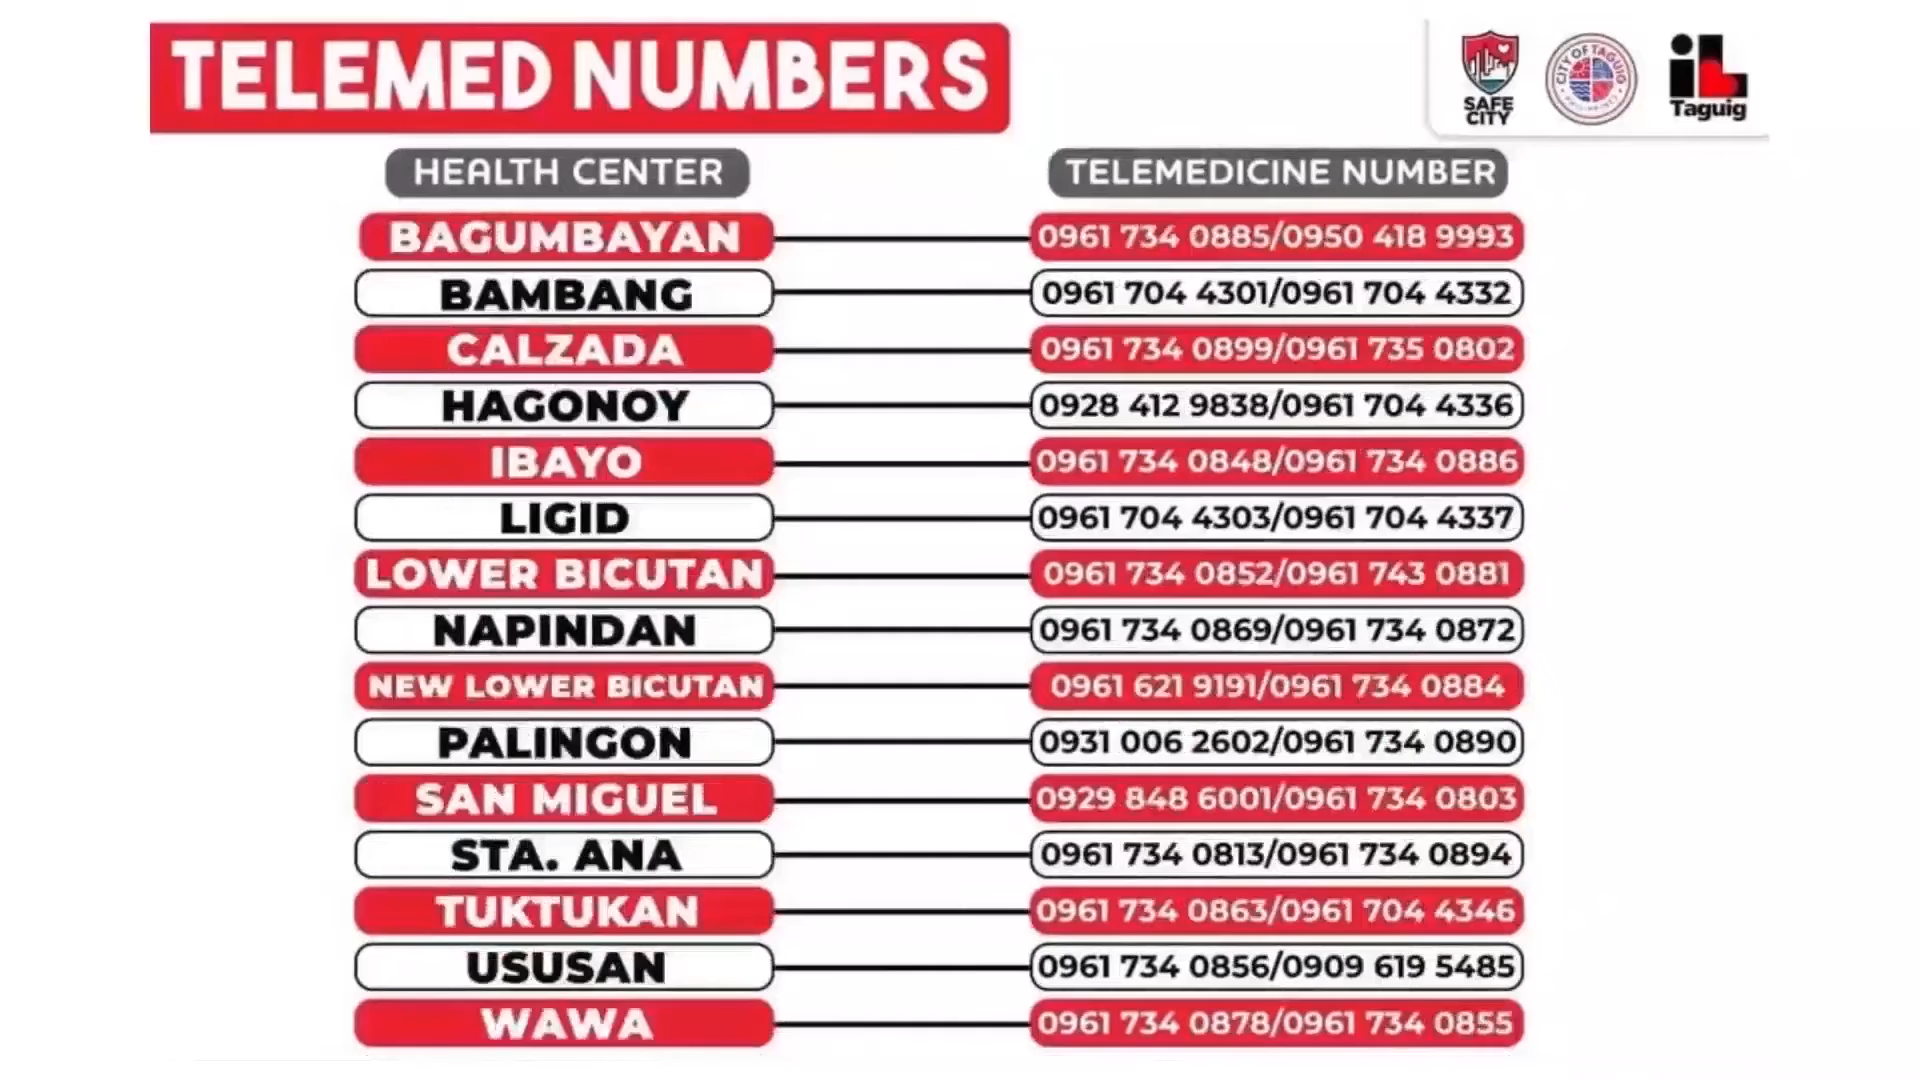 TELEMED NUMBERS
SAFE CITY
CITY OF TAGUIG
PHILIPPINES
iL Taguig
HEALTH CENTER TELEMEDICINE NUMBER
BAGUMBAYAN 0961 734 0885/0950 418 9993
BAMBANG 0961 704 4301/0961 704 4332
CALZADA 0961 734 0899/0961 735 0802
HAGONOY 0928 412 9838/0961 704 4336
IBAYO 0961 734 0848/0961 734 0886
LIGID 0961 704 4303/0961 704 4337
LOWER BICUTAN 0961 734 0852/0961 743 0881
NAPINDAN 0961 734 0869/0961 734 0872
NEW LOWER BICUTAN 0961 621 9191/0961 734 0884
PALINGON 0931 006 2602/0961 734 0890
SAN MIGUEL 0929 848 6001/0961 734 0803
STA. ANA 0961 734 0813/0961 734 0894
TUKTUKAN 0961 734 0863/0961 704 4346
USUSAN 0961 734 0856/0909 619 5485
WAWA 0961 734 0878/0961 734 0855